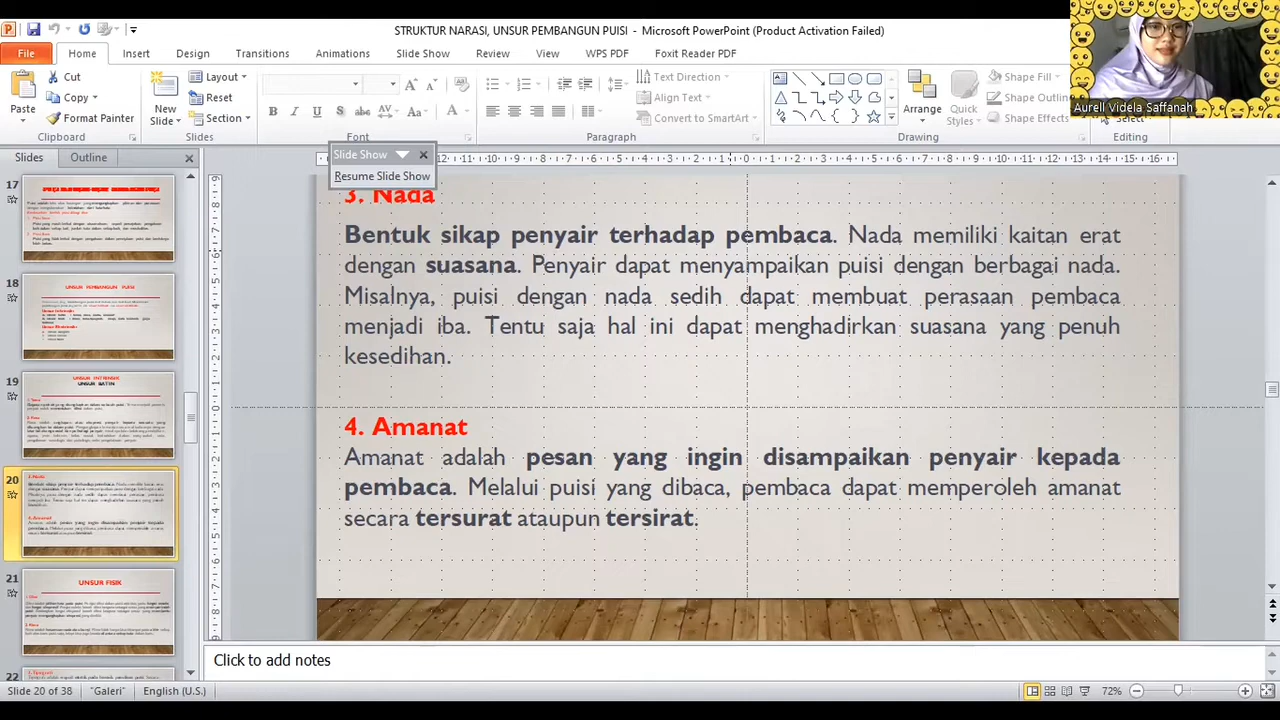 STRUKTUR NARASI, UNSUR PEMBANGUN PUISI - Microsoft PowerPoint (Product Activation Failed)
File Home Insert Design Transitions Animations Slide Show Review View WPS PDF Foxit Reader PDF
Cut
Copy
Format Painter
Paste
Clipboard
New
Slide
Layout
Reset
Section
Slides
Font
Text Direction
Align Text
Convert to SmartArt
Paragraph
Arrange
Quick
Styles
Shape Fill
Shape Outlin
Shape Effects
Drawing
Select
Editing
Aurell Videla Saffanah
Slides Outline
Slide Show
Resume Slide Show
17
18
UNSUR PEMBANGUN PUISI
19
UNSUR INTRINSIK
UNSUR BATIN
20
21
UNSUR FISIK
22
3. Nada
Bentuk sikap penyair terhadap pembaca. Nada memiliki kaitan erat
dengan suasana. Penyair dapat menyampaikan puisi dengan berbagai nada.
Misalnya, puisi dengan nada sedih dapat membuat perasaan pembaca
menjadi iba. Tentu saja hal ini dapat menghadirkan suasana yang penuh
kesedihan.
4. Amanat
Amanat adalah pesan yang ingin disampaikan penyair kepada
pembaca. Melalui puisi yang dibaca, pembaca dapat memperoleh amanat
secara tersurat ataupun tersirat.
Click to add notes
Slide 20 of 38 "Galeri" English (U.S.) 72%